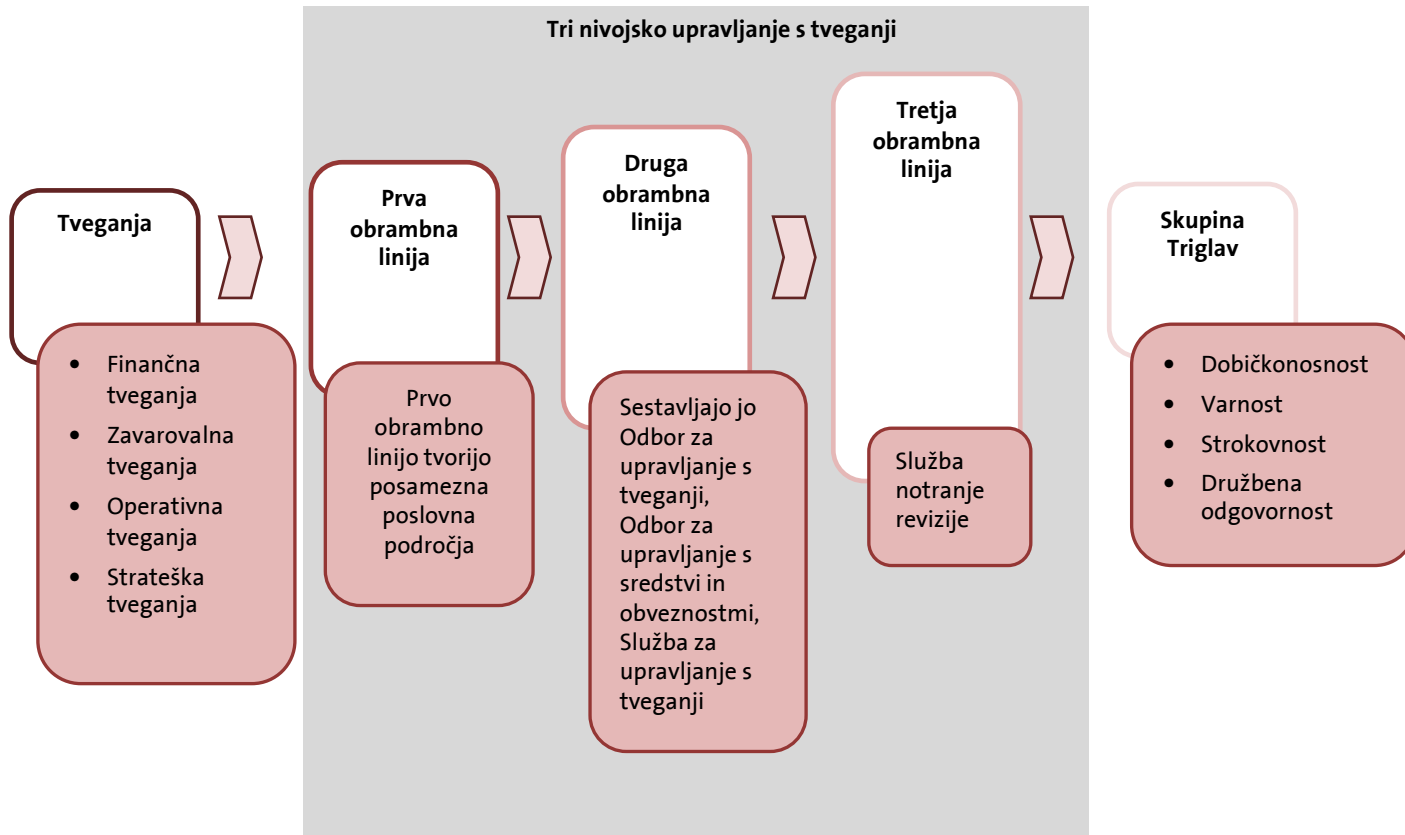 Tri nivojsko upravljanje s tveganji
Tveganja
• Finančna
tveganja
• Zavarovalna
tveganja
• Operativna
tveganja
• Strateška
tveganja
Prva
obrambna
linija
Prvo
obrambno
linijo tvorijo
posamezna
poslovna
področja
Druga
obrambna
linija
Sestavljajo jo
Odbor za
upravljanje s
tveganji,
Odbor za
upravljanje s
sredstvi in
obveznostmi,
Služba za
upravljanje s
tveganji
Tretja
obrambna
linija
Služba
notranje
revizije
Skupina
Triglav
• Dobičkonosnost
• Varnost
• Strokovnost
• Družbena
odgovornost